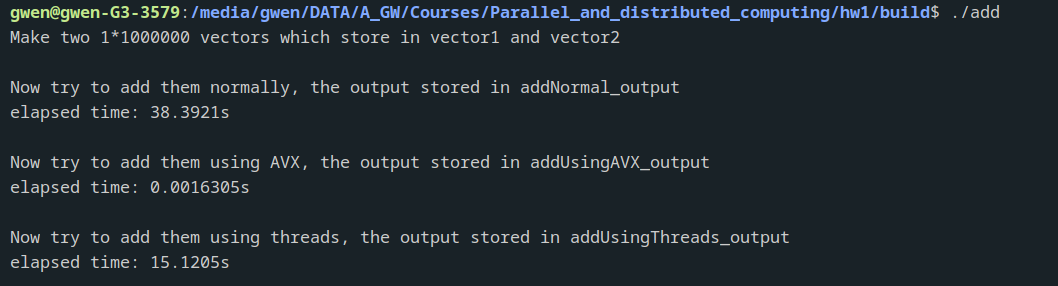 gwen@gwen-G3-3579:/media/gwen/DATA/A_GW/Courses/Parallel_and_distributed_computing/hw1/build$ ./add
Make two 1*1000000 vectors which store in vector1 and vector2
Now try to add them normally, the output stored in addNormal_output
elapsed time: 38.3921s
Now try to add them using AVX, the output stored in addUsingAVX_output
elapsed time: 0.0016305s
Now try to add them using threads, the output stored in addUsingThreads_output
elapsed time: 15.1205s